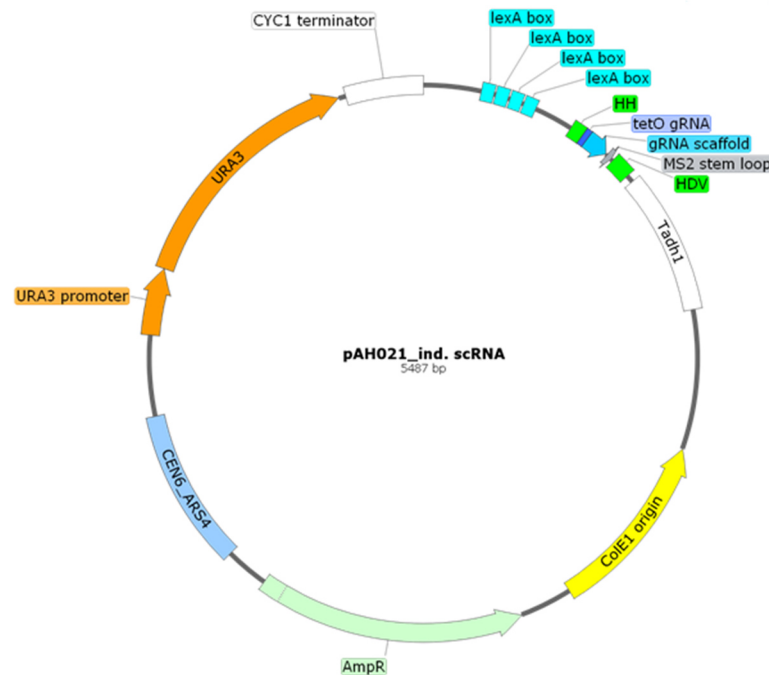 CYC1 terminator
lexA box
lexA box
lexA box
lexA box
HH
tetO gRNA
gRNA scaffold
MS2 stem loop
HDV
Tadh1
URA3
URA3 promoter
pAH021_ind. scRNA
5487 bp
CEN6_ARS4
ColE1 origin
AmpR